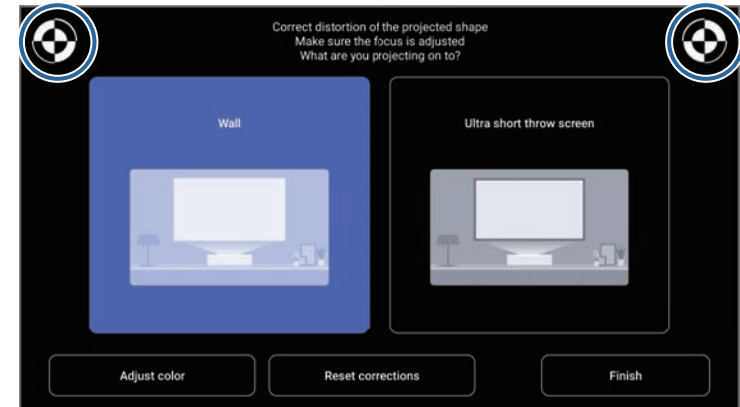 Correct distortion of the projected shape
Make sure the focus is adjusted
What are you projecting on to?
Wall
Ultra short throw screen
Adjust color
Reset corrections
Finish